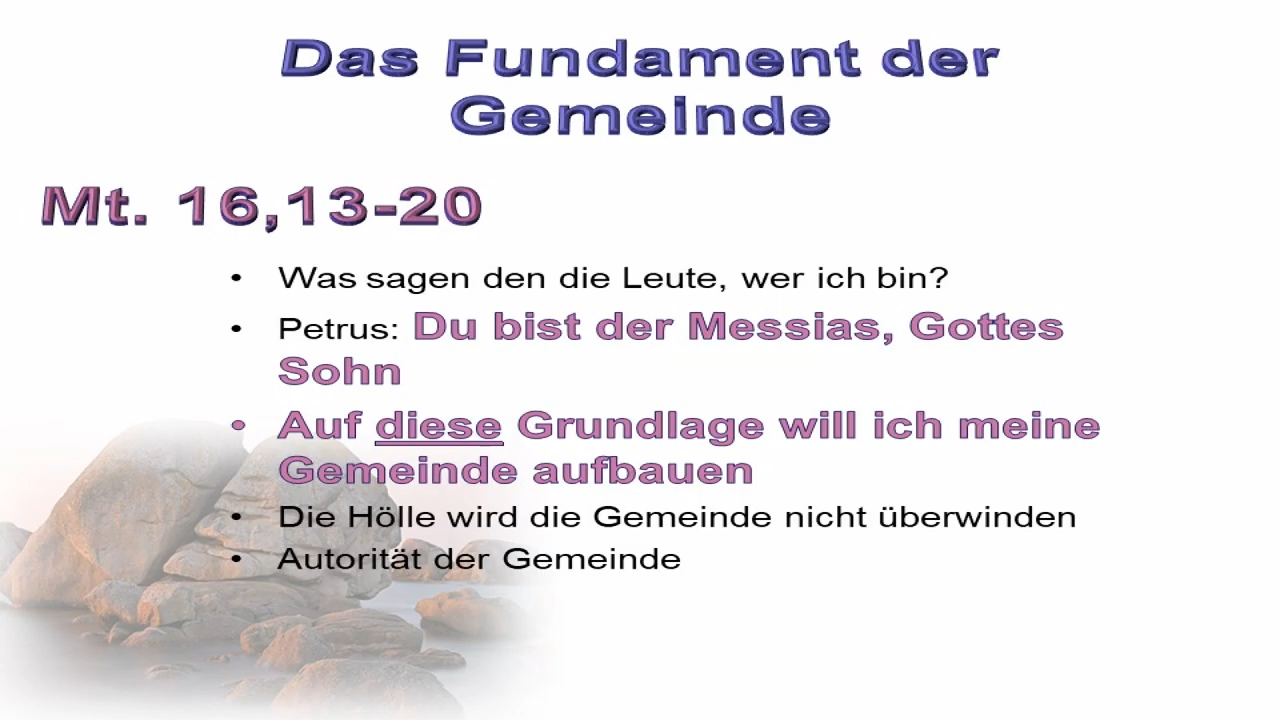 Das Fundament der
Gemeinde
Mt. 16,13-20
• Was sagen den die Leute, wer ich bin?
• Petrus: Du bist der Messias, Gottes
Sohn
• Auf diese Grundlage will ich meine
Gemeinde aufbauen
• Die Hölle wird die Gemeinde nicht überwinden
• Autorität der Gemeinde